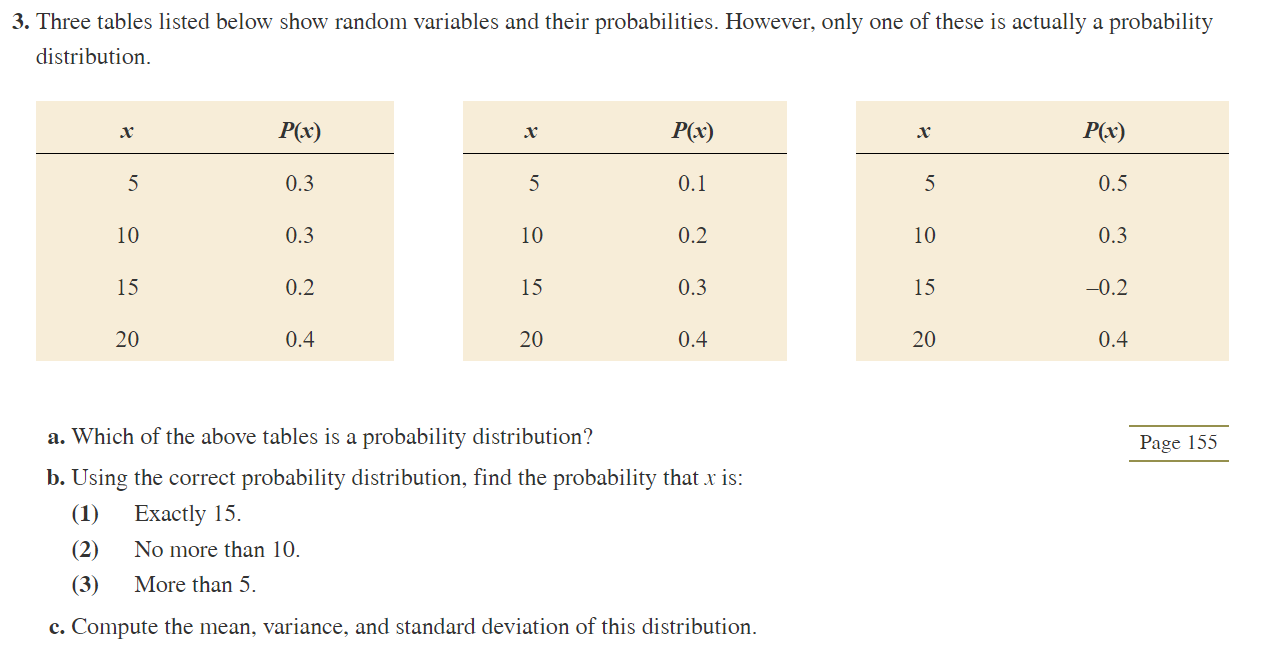 3. Three tables listed below show random variables and their probabilities. However, only one of these is actually a probability
distribution.
x P(x) x P(x) x P(x)
5 0.3 5 0.1 5 0.5
10 0.3 10 0.2 10 0.3
15 0.2 15 0.3 15 –0.2
20 0.4 20 0.4 20 0.4
a. Which of the above tables is a probability distribution?
Page 155
b. Using the correct probability distribution, find the probability that x is:
(1) Exactly 15.
(2) No more than 10.
(3) More than 5.
c. Compute the mean, variance, and standard deviation of this distribution.